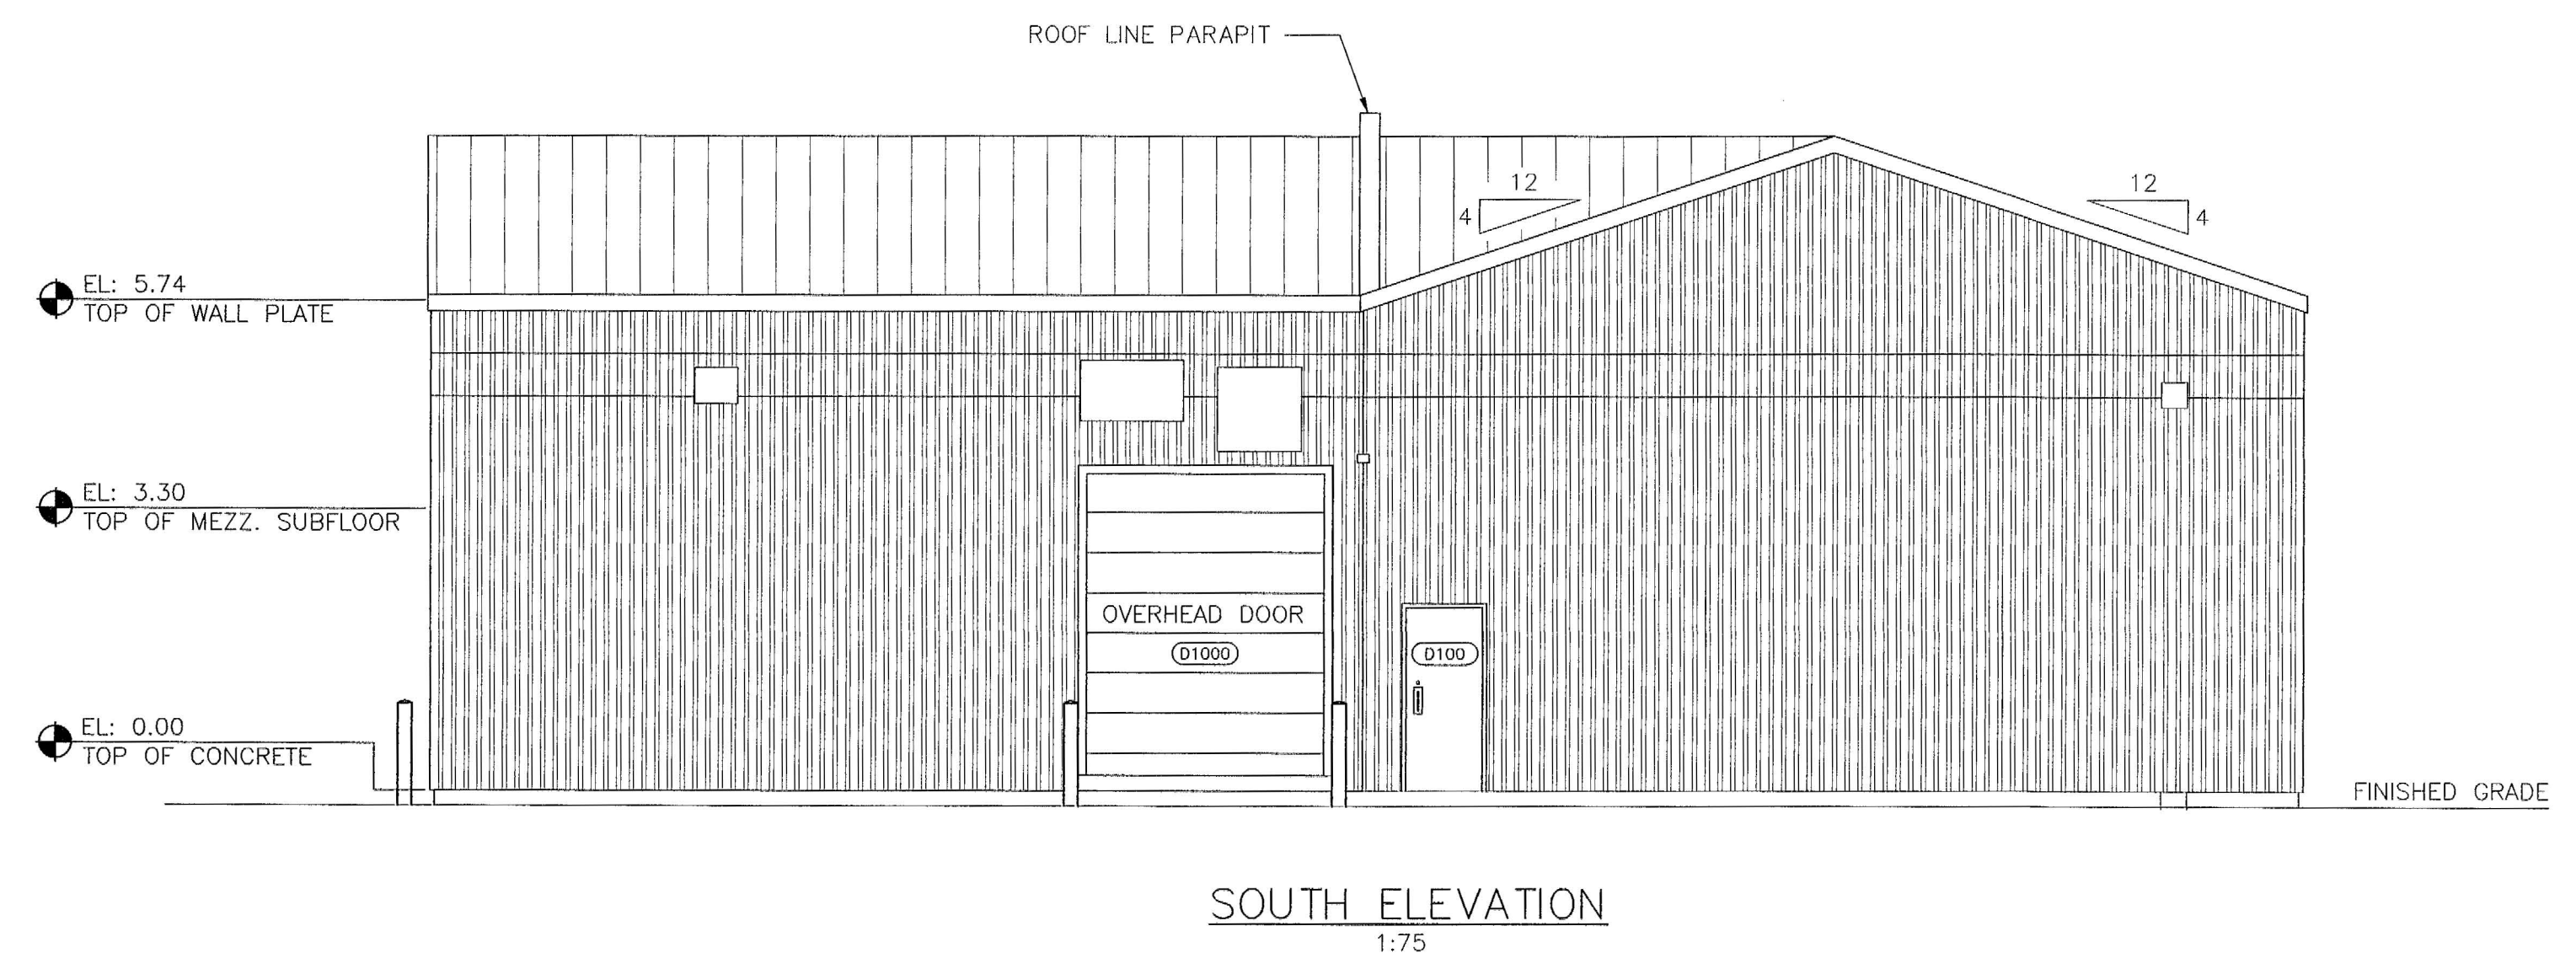 ROOF LINE PARAPIT
12
4
12
4
EL: 5.74
TOP OF WALL PLATE
EL: 3.30
TOP OF MEZZ. SUBFLOOR
OVERHEAD DOOR
D1000
D100
EL: 0.00
TOP OF CONCRETE
FINISHED GRADE
SOUTH ELEVATION
1:75